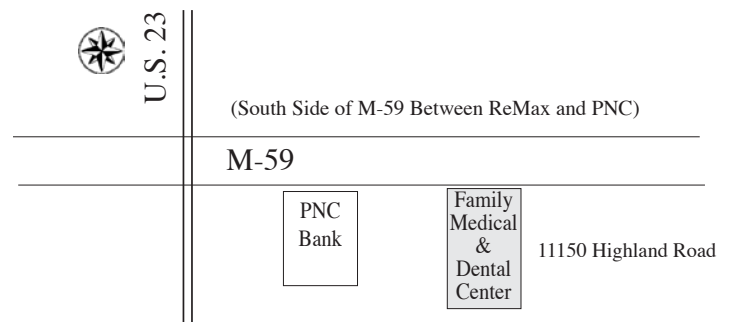 U.S. 23
(South Side of M-59 Between ReMax and PNC)
M-59
PNC
Bank
Family
Medical
&
Dental
Center
11150 Highland Road